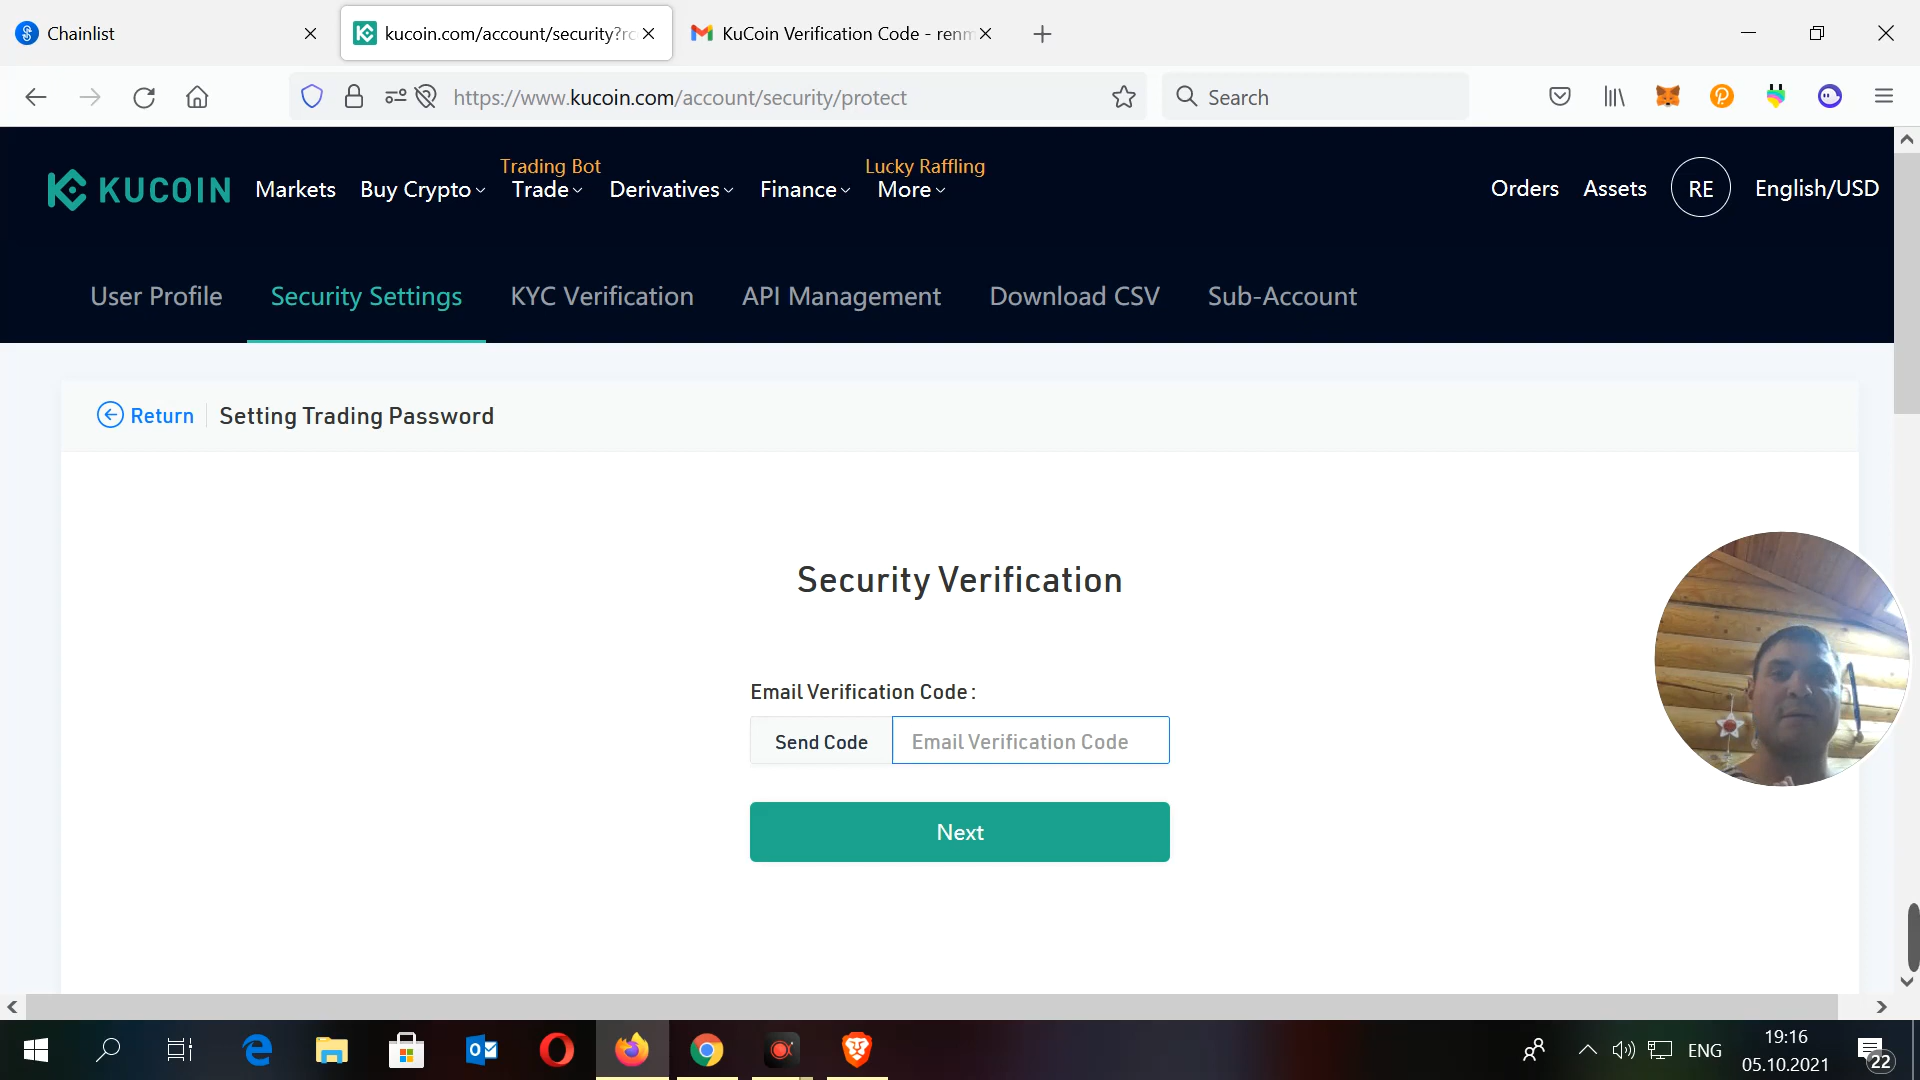 Chainlist
kucoin.com/account/security?rc
KuCoin Verification Code - renm
https://www.kucoin.com/account/security/protect
Search
KUCOIN
Markets
Buy Crypto
Trading Bot
Trade
Derivatives
Finance
Lucky Raffling
More
Orders
Assets
RE
English/USD
User Profile
Security Settings
KYC Verification
API Management
Download CSV
Sub-Account
Return
Setting Trading Password
Security Verification
Email Verification Code :
Send Code
Email Verification Code
Next
ENG
19:16
05.10.2021
22